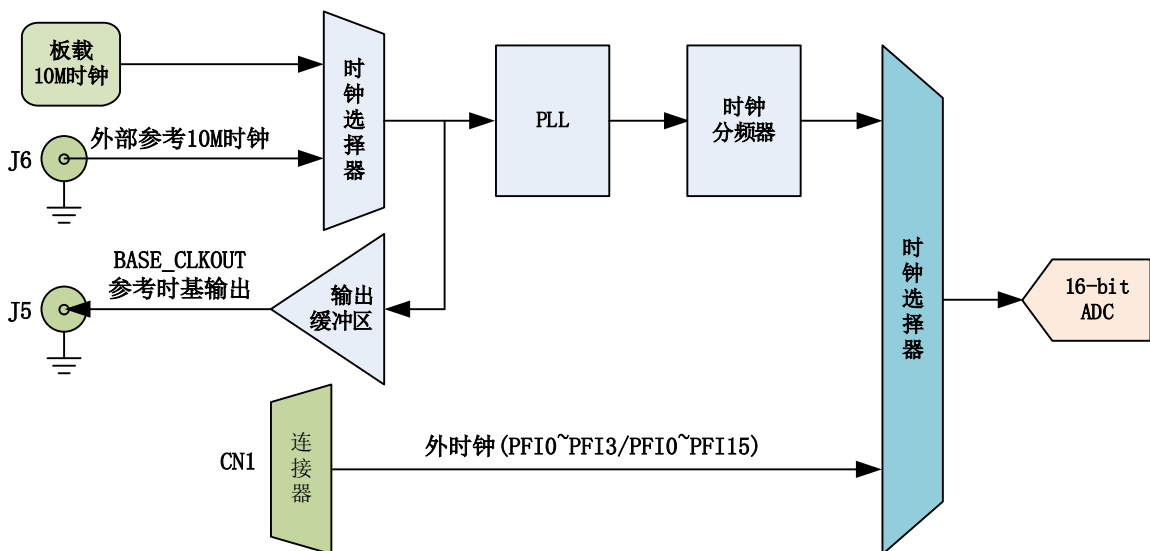 板载
10M时钟
J6
外部参考10M时钟
时钟选择器
PLL
时钟
分频器
BASE_CLKOUT
参考时基输出
J5
输出
缓冲区
时钟选择器
16-bit
ADC
CN1
连接器
外时钟(PFI0~PFI3/PFI0~PFI15)